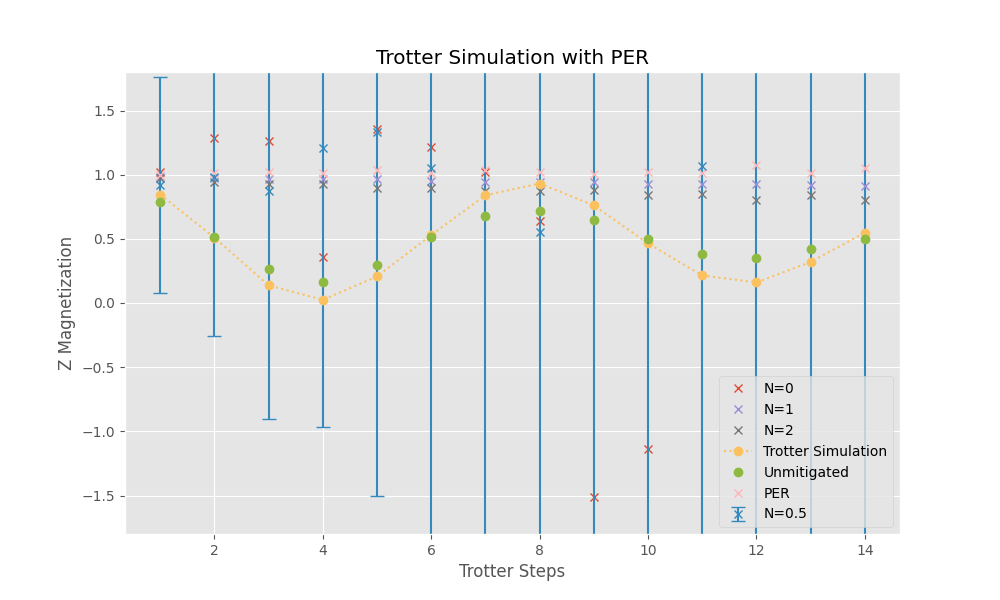 Trotter Simulation with PER
Z Magnetization
1.5
1.0
0.5
0.0
−0.5
−1.0
−1.5
N=0
N=1
N=2
Trotter Simulation
Unmitigated
PER
N=0.5
2
4
6
8
10
12
14
Trotter Steps